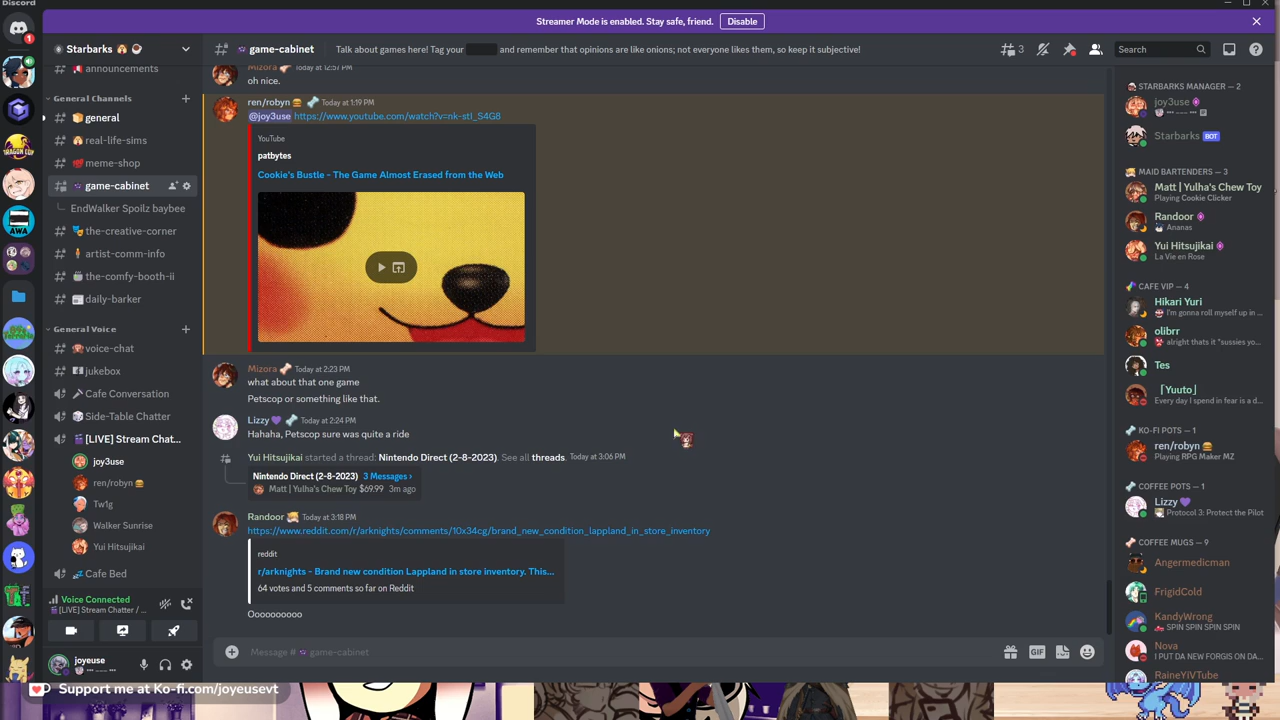 Discord
Streamer Mode is enabled. Stay safe, friend. Disable
Starbarks
game-cabinet
Talk about games here! Tag your and remember that opinions are like onions; not everyone likes them, so keep it subjective!
3
Search
1
announcements
General Channels
general
real-life-sims
meme-shop
game-cabinet
EndWalker Spoilz baybee
the-creative-corner
artist-comm-info
the-comfy-booth-ii
daily-barker
General Voice
voice-chat
jukebox
Cafe Conversation
Side-Table Chatter
[LIVE] Stream Chat...
joy3use
ren/robyn
Tw1g
Walker Sunrise
Yui Hitsujikai
Cafe Bed
Voice Connected
[LIVE] Stream Chatter / ...
joyeuse
DRAGON CON
AWA
Mizora Today at 12:57 PM
oh nice.
ren/robyn Today at 1:19 PM
@joy3use https://www.youtube.com/watch?v=nk-stI_S4G8
YouTube
patbytes
Cookie's Bustle - The Game Almost Erased from the Web
Mizora Today at 2:23 PM
what about that one game
Petscop or something like that.
Lizzy Today at 2:24 PM
Hahaha, Petscop sure was quite a ride
Yui Hitsujikai started a thread: Nintendo Direct (2-8-2023). See all threads. Today at 3:06 PM
Nintendo Direct (2-8-2023) 3 Messages ›
Matt | Yulha's Chew Toy $69.99 3m ago
Randoor Today at 3:18 PM
https://www.reddit.com/r/arknights/comments/10x34cg/brand_new_condition_lappland_in_store_inventory
reddit
r/arknights - Brand new condition Lappland in store inventory. This...
64 votes and 5 comments so far on Reddit
Oooooooooo
Message # game-cabinet
GIF
STARBARKS MANAGER — 2
joy3use
Starbarks BOT
MAID BARTENDERS — 3
Matt | Yulha's Chew Toy
Playing Cookie Clicker
Randoor
Ananas
Yui Hitsujikai
La Vie en Rose
CAFE VIP — 4
Hikari Yuri
I'm gonna roll myself up in ...
olibrr
alright thats it *sussies yo...
Tes
「Yuuto」
Every day I spend in fear is a d...
KO-FI POTS — 1
ren/robyn
Playing RPG Maker MZ
COFFEE POTS — 1
Lizzy
Protocol 3: Protect the Pilot
COFFEE MUGS — 9
Angermedicman
FrigidCold
KandyWrong
SPIN SPIN SPIN SPIN
Nova
I PUT DA NEW FORGIS ON DA...
RaineYIVTube
Support me at Ko-fi.com/joyeusevt